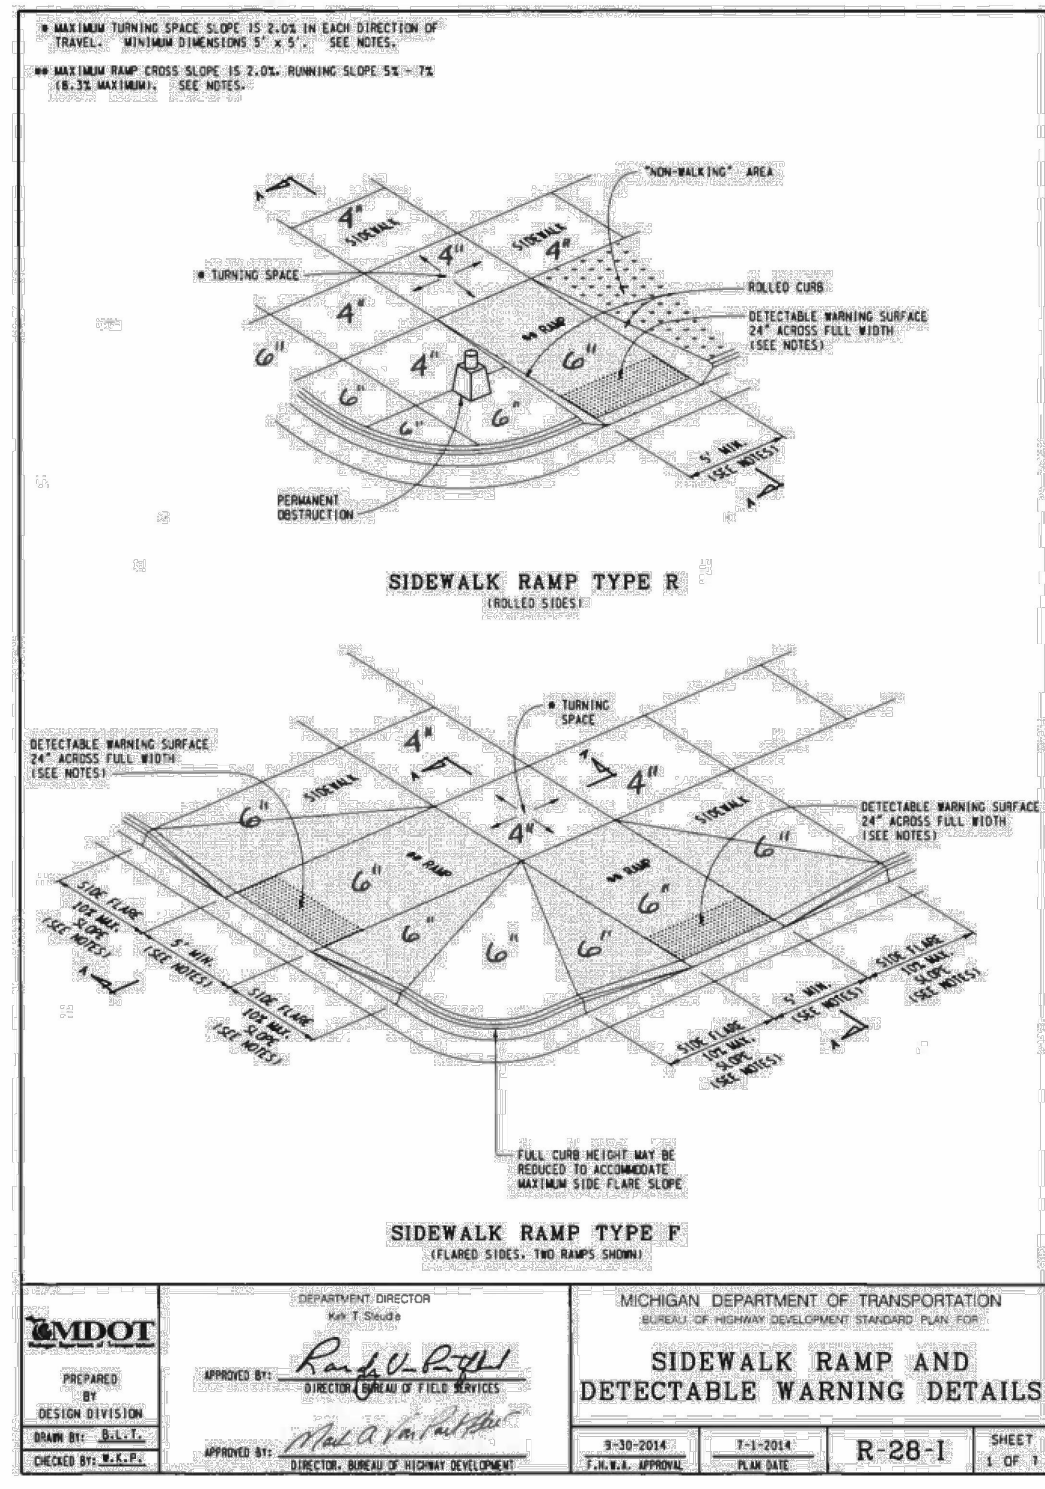 * MAXIMUM TURNING SPACE SLOPE IS 2.0% IN EACH DIRECTION OF
TRAVEL. MINIMUM DIMENSIONS 5' x 5'. SEE NOTES.
** MAXIMUM RAMP CROSS SLOPE IS 2.0%, RUNNING SLOPE 5% - 7%
(8.3% MAXIMUM). SEE NOTES.
"NON-WALKING" AREA
A
4"
SIDEWALK
SIDEWALK
4"
4"
* TURNING SPACE
ROLLED CURB
4"
DETECTABLE WARNING SURFACE
24" ACROSS FULL WIDTH
(SEE NOTES)
** RAMP
6"
4"
6"
6"
6"
6"
5' MIN.
(SEE NOTES)
A
PERMANENT
OBSTRUCTION
SIDEWALK RAMP TYPE R
(ROLLED SIDES)
* TURNING
SPACE
DETECTABLE WARNING SURFACE
24" ACROSS FULL WIDTH
(SEE NOTES)
4"
A
A
4"
SIDEWALK
SIDEWALK
DETECTABLE WARNING SURFACE
24" ACROSS FULL WIDTH
(SEE NOTES)
6"
4"
6"
** RAMP
6"
** RAMP
6"
6"
6"
6"
SIDE FLARE
10% MAX.
SLOPE
(SEE NOTES)
5' MIN.
(SEE NOTES)
A
SIDE FLARE
10% MAX.
SLOPE
(SEE NOTES)
SIDE FLARE
10% MAX.
SLOPE
(SEE NOTES)
5' MIN.
(SEE NOTES)
A
SIDE FLARE
10% MAX.
SLOPE
(SEE NOTES)
FULL CURB HEIGHT MAY BE
REDUCED TO ACCOMMODATE
MAXIMUM SIDE FLARE SLOPE
SIDEWALK RAMP TYPE F
(FLARED SIDES, TWO RAMPS SHOWN)
MDOT
Michigan Department of Transportation
PREPARED
BY
DESIGN DIVISION
DRAWN BY: B.L.T.
CHECKED BY: W.K.P.
DEPARTMENT DIRECTOR
Kirk T. Steudle
APPROVED BY:
DIRECTOR, BUREAU OF FIELD SERVICES
APPROVED BY:
DIRECTOR, BUREAU OF HIGHWAY DEVELOPMENT
MICHIGAN DEPARTMENT OF TRANSPORTATION
BUREAU OF HIGHWAY DEVELOPMENT STANDARD PLAN FOR
SIDEWALK RAMP AND
DETECTABLE WARNING DETAILS
9-30-2014
F.H.W.A. APPROVAL
7-1-2014
PLAN DATE
R-28-I
SHEET
1 OF 7